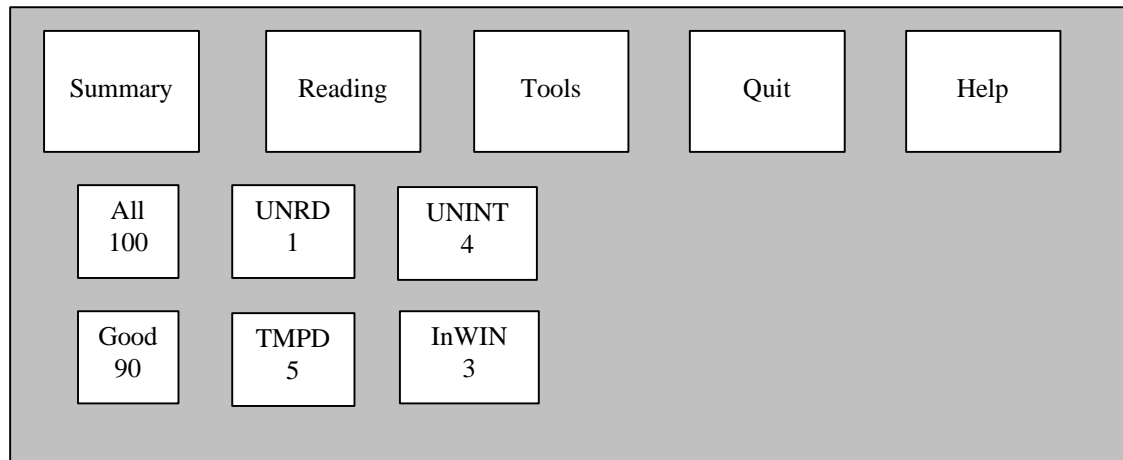 Summary
Reading
Tools
Quit
Help
All
100
UNRD
1
UNINT
4
Good
90
TMPD
5
InWIN
3